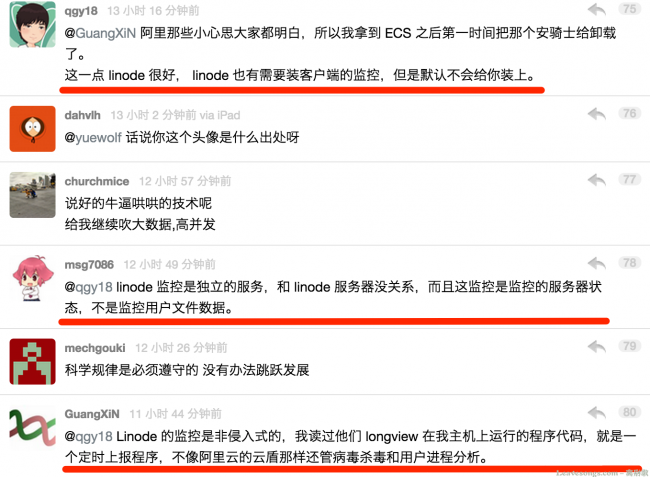 qgy18 13 小时 16 分钟前 75
@GuangXiN 阿里那些小心思大家都明白，所以我拿到 ECS 之后第一时间把那个安骑士给卸载
了。
这一点 linode 很好， linode 也有需要装客户端的监控，但是默认不会给你装上。
dahvlh 13 小时 2 分钟前 via iPad 76
@yuewolf 话说你这个头像是什么出处呀
churchmice 12 小时 57 分钟前 77
说好的牛逼哄哄的技术呢
给我继续吹大数据,高并发
msg7086 12 小时 49 分钟前 78
@qgy18 linode 监控是独立的服务，和 linode 服务器没关系，而且这监控是监控的服务器状
态，不是监控用户文件数据。
mechgouki 12 小时 26 分钟前 79
科学规律是必须遵守的 没有办法跳跃发展
GuangXiN 11 小时 44 分钟前 80
@qgy18 Linode 的监控是非侵入式的，我读过他们 longview 在我主机上运行的程序代码，就是一
个定时上报程序，不像阿里云的云盾那样还管病毒杀毒和用户进程分析。